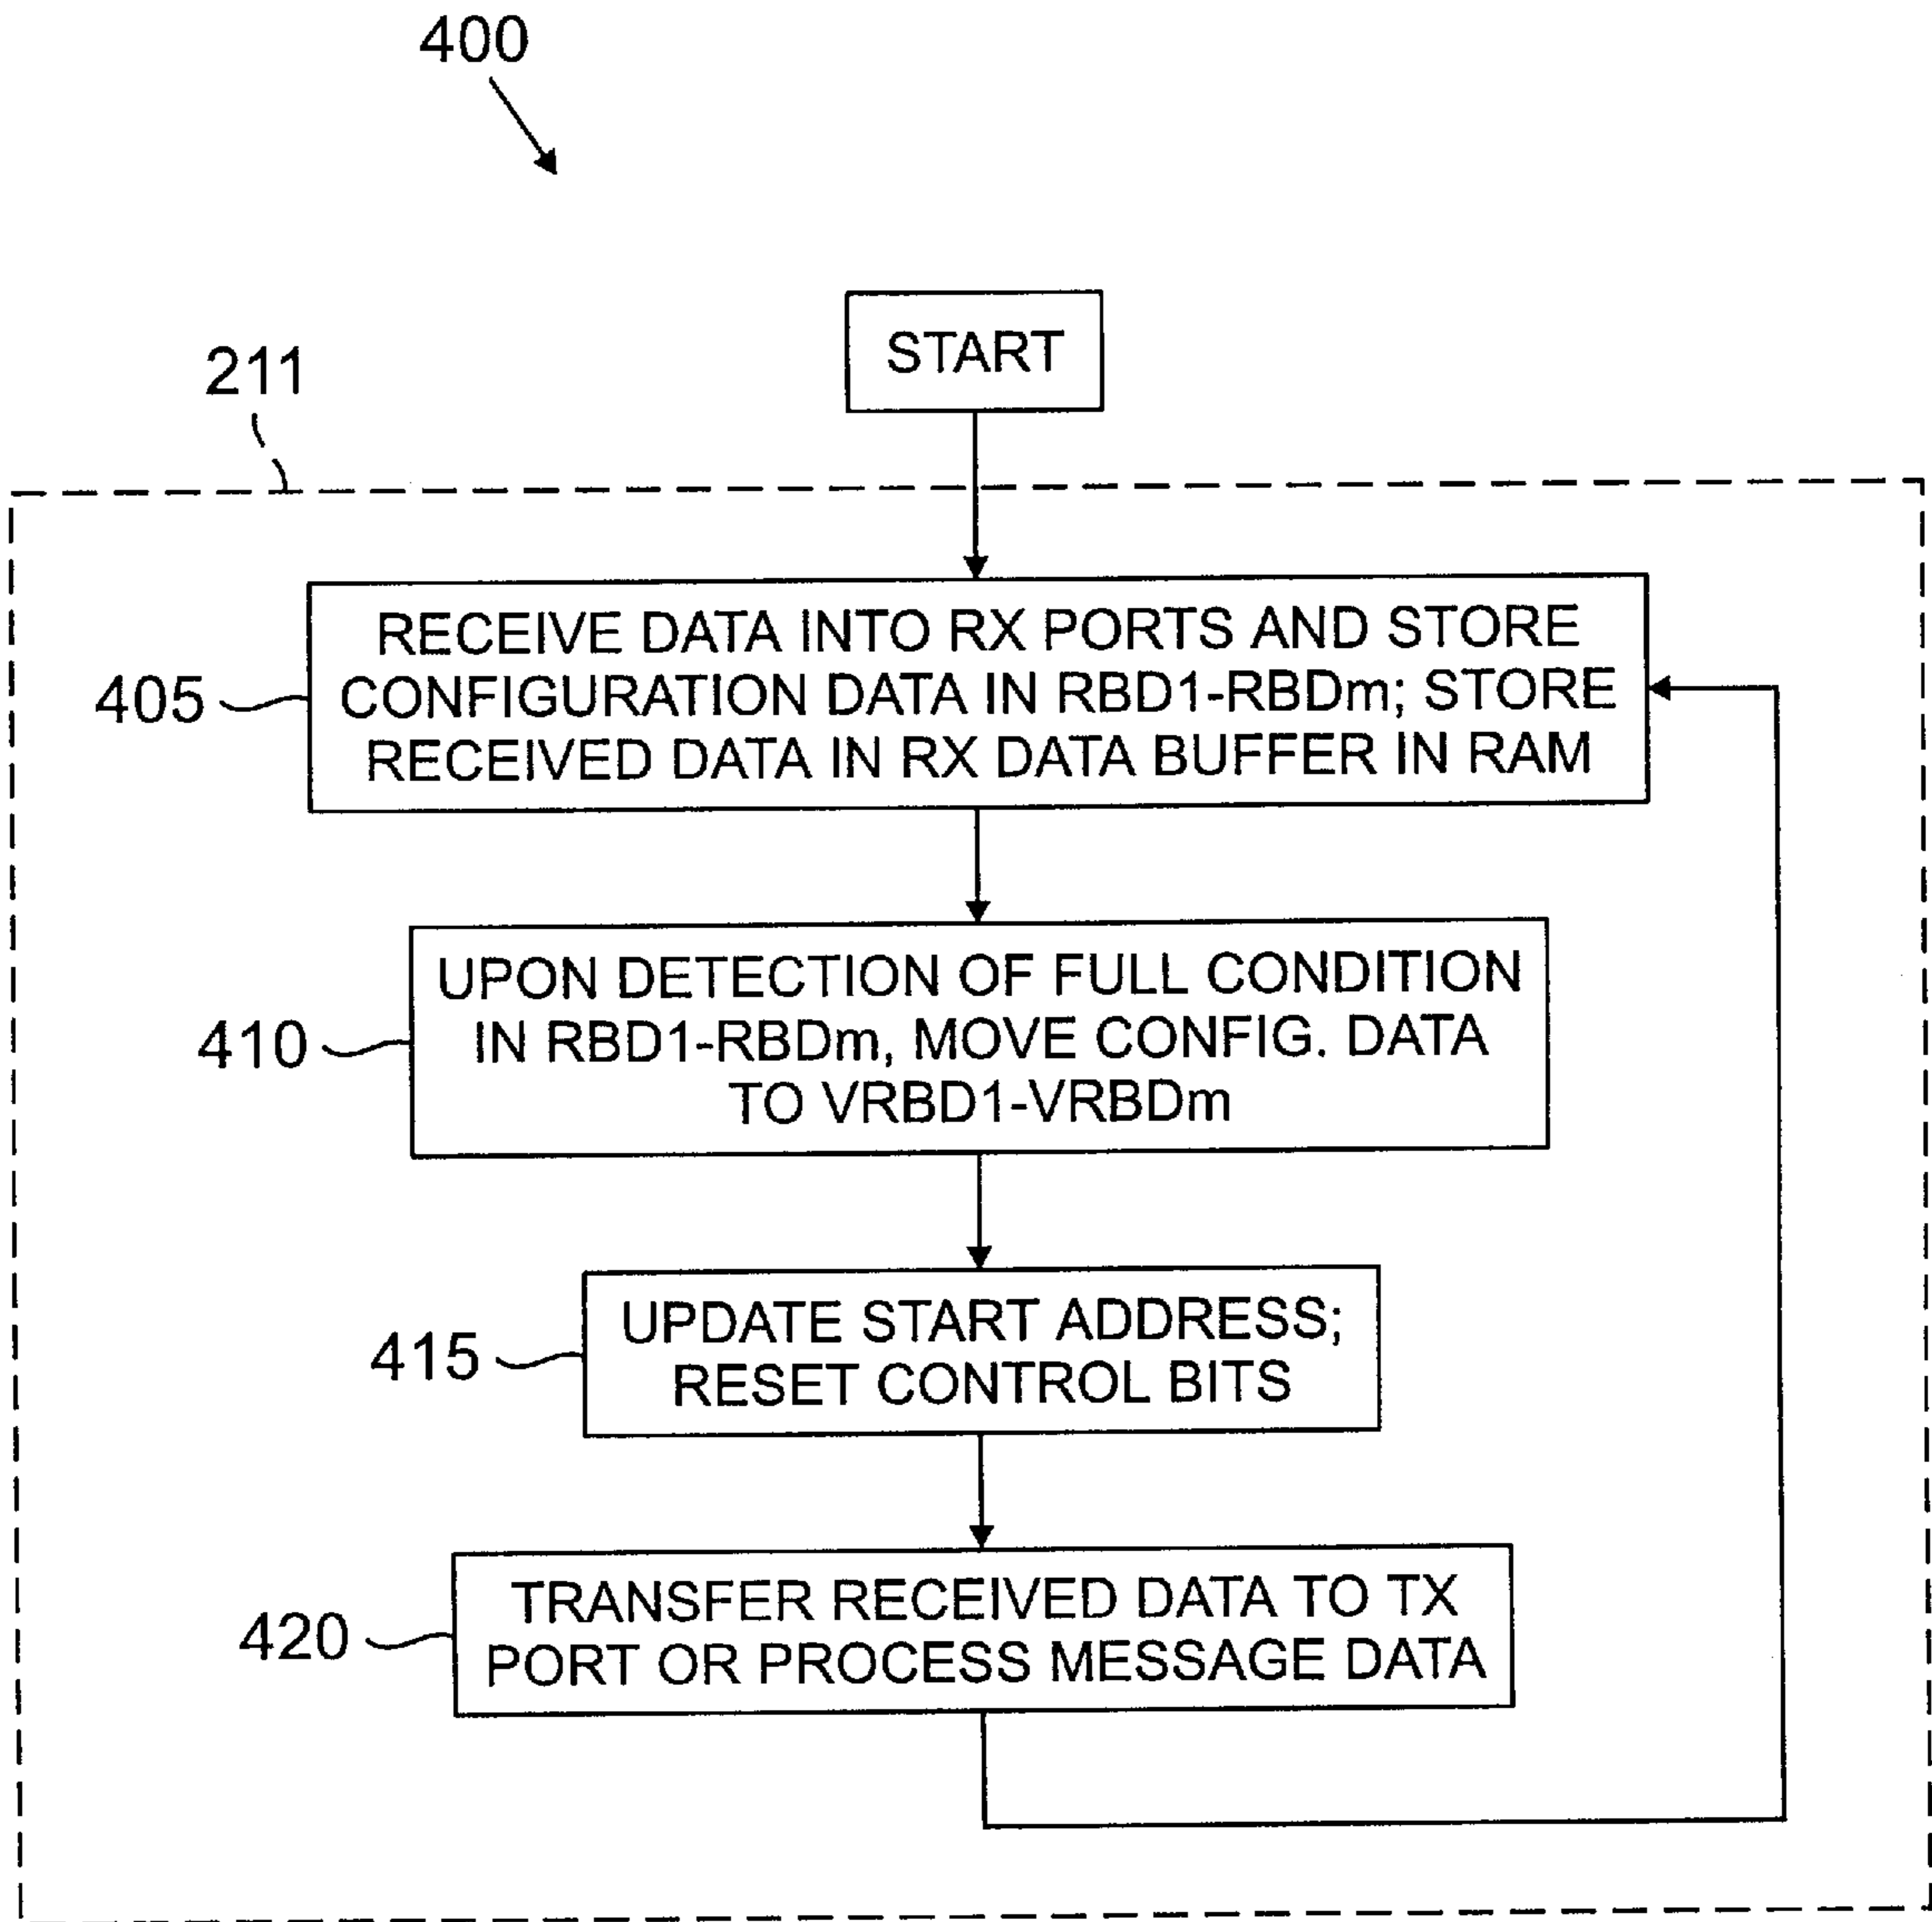 400
START
211
RECEIVE DATA INTO RX PORTS AND STORE
CONFIGURATION DATA IN RBD1-RBDm; STORE
RECEIVED DATA IN RX DATA BUFFER IN RAM
405
UPON DETECTION OF FULL CONDITION
IN RBD1-RBDm, MOVE CONFIG. DATA
TO VRBD1-VRBDm
410
UPDATE START ADDRESS;
RESET CONTROL BITS
415
TRANSFER RECEIVED DATA TO TX
PORT OR PROCESS MESSAGE DATA
420